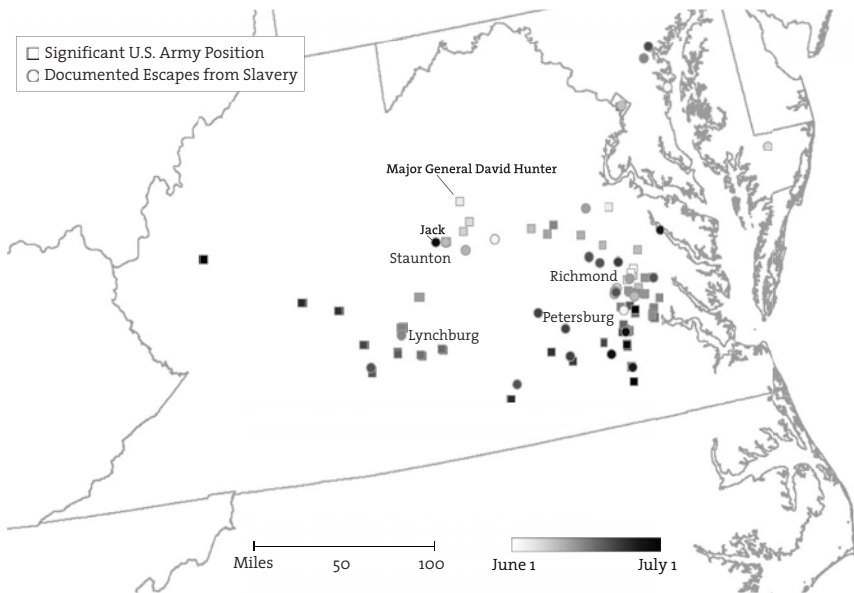 Significant U.S. Army Position
Documented Escapes from Slavery
Major General David Hunter
Jack
Staunton
Richmond
Petersburg
Lynchburg
Miles 50 100
June 1 July 1